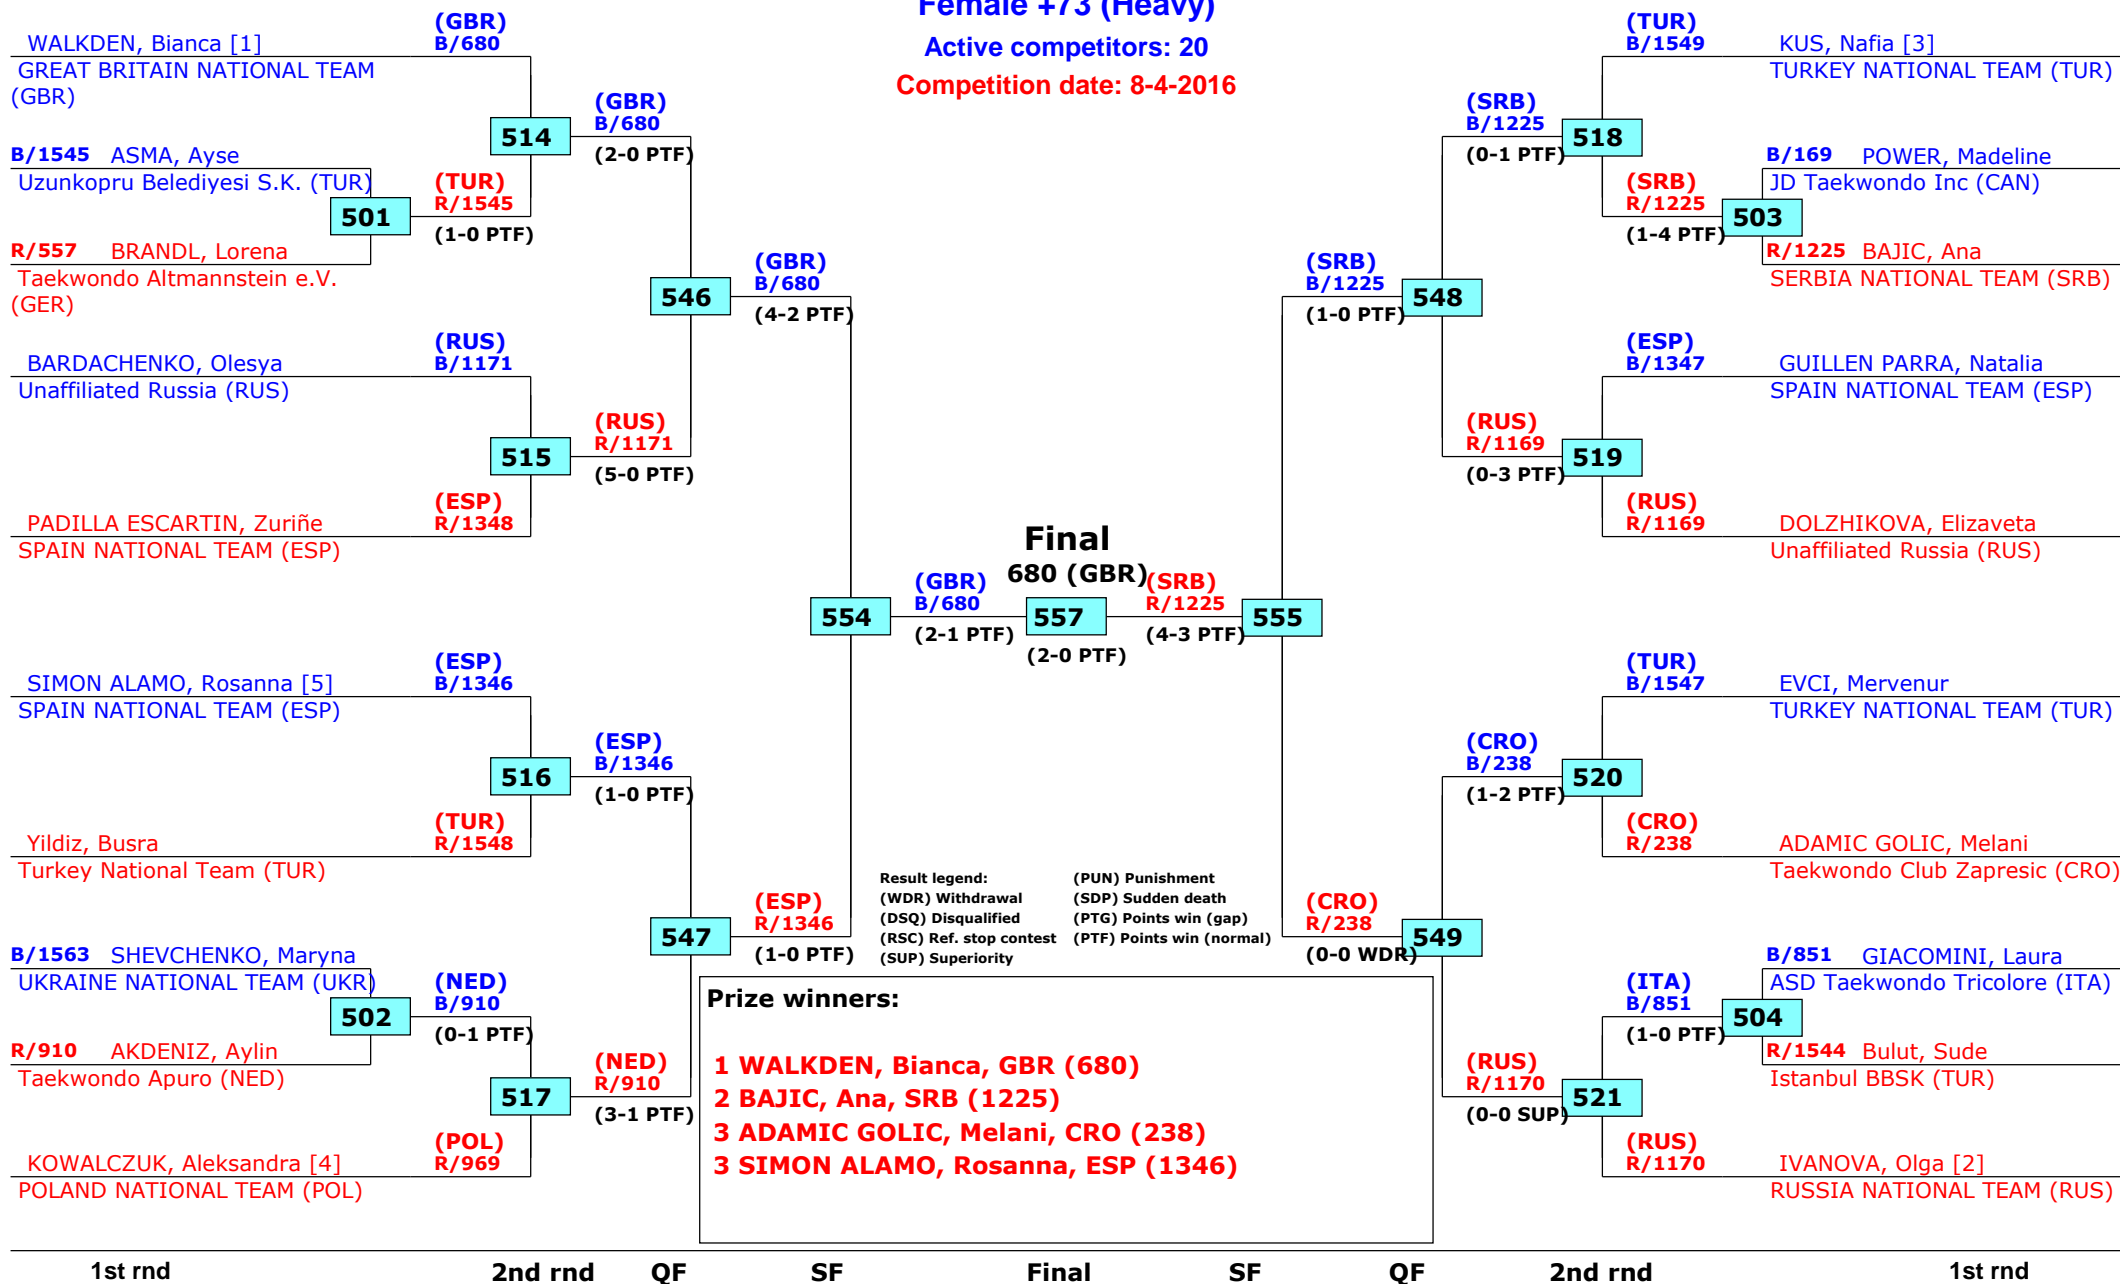 Female +73 (Heavy)
Active competitors: 20
Competition date: 8-4-2016
WALKDEN, Bianca [1]
GREAT BRITAIN NATIONAL TEAM
(GBR)
(GBR)
B/680
B/1545 ASMA, Ayse
Uzunkopru Belediyesi S.K. (TUR)
501
R/557 BRANDL, Lorena
Taekwondo Altmannstein e.V.
(GER)
(TUR)
R/1545
(1-0 PTF)
514
(GBR)
B/680
(2-0 PTF)
BARDACHENKO, Olesya
Unaffiliated Russia (RUS)
(RUS)
B/1171
515
PADILLA ESCARTIN, Zuriñe
SPAIN NATIONAL TEAM (ESP)
(ESP)
R/1348
(RUS)
R/1171
(5-0 PTF)
546
(GBR)
B/680
(4-2 PTF)
SIMON ALAMO, Rosanna [5]
SPAIN NATIONAL TEAM (ESP)
(ESP)
B/1346
516
Yildiz, Busra
Turkey National Team (TUR)
(TUR)
R/1548
(ESP)
B/1346
(1-0 PTF)
B/1563 SHEVCHENKO, Maryna
UKRAINE NATIONAL TEAM (UKR)
502
R/910 AKDENIZ, Aylin
Taekwondo Apuro (NED)
(NED)
B/910
(0-1 PTF)
517
KOWALCZUK, Aleksandra [4]
POLAND NATIONAL TEAM (POL)
(POL)
R/969
(NED)
R/910
(3-1 PTF)
547
(ESP)
R/1346
(1-0 PTF)
554
(GBR)
B/680
(2-1 PTF)
Final
680 (GBR)
557
(2-0 PTF)
(SRB)
R/1225
(4-3 PTF)
555
(TUR)
B/1549
KUS, Nafia [3]
TURKEY NATIONAL TEAM (TUR)
(SRB)
B/1225
(0-1 PTF)
518
B/169 POWER, Madeline
JD Taekwondo Inc (CAN)
(SRB)
R/1225
(1-4 PTF)
503
R/1225 BAJIC, Ana
SERBIA NATIONAL TEAM (SRB)
(SRB)
B/1225
(1-0 PTF)
548
(ESP)
B/1347
GUILLEN PARRA, Natalia
SPAIN NATIONAL TEAM (ESP)
(RUS)
R/1169
(0-3 PTF)
519
(RUS)
R/1169
DOLZHIKOVA, Elizaveta
Unaffiliated Russia (RUS)
(TUR)
B/1547
EVCI, Mervenur
TURKEY NATIONAL TEAM (TUR)
(CRO)
B/238
(1-2 PTF)
520
(CRO)
R/238
ADAMIC GOLIC, Melani
Taekwondo Club Zapresic (CRO)
(CRO)
R/238
(0-0 WDR)
549
B/851 GIACOMINI, Laura
ASD Taekwondo Tricolore (ITA)
(ITA)
B/851
(1-0 PTF)
504
R/1544 Bulut, Sude
Istanbul BBSK (TUR)
(RUS)
R/1170
(0-0 SUP)
521
(RUS)
R/1170
IVANOVA, Olga [2]
RUSSIA NATIONAL TEAM (RUS)
Result legend: (PUN) Punishment
(WDR) Withdrawal (SDP) Sudden death
(DSQ) Disqualified (PTG) Points win (gap)
(RSC) Ref. stop contest (PTF) Points win (normal)
(SUP) Superiority
Prize winners:
1 WALKDEN, Bianca, GBR (680)
2 BAJIC, Ana, SRB (1225)
3 ADAMIC GOLIC, Melani, CRO (238)
3 SIMON ALAMO, Rosanna, ESP (1346)
1st rnd 2nd rnd QF SF Final SF QF 2nd rnd 1st rnd